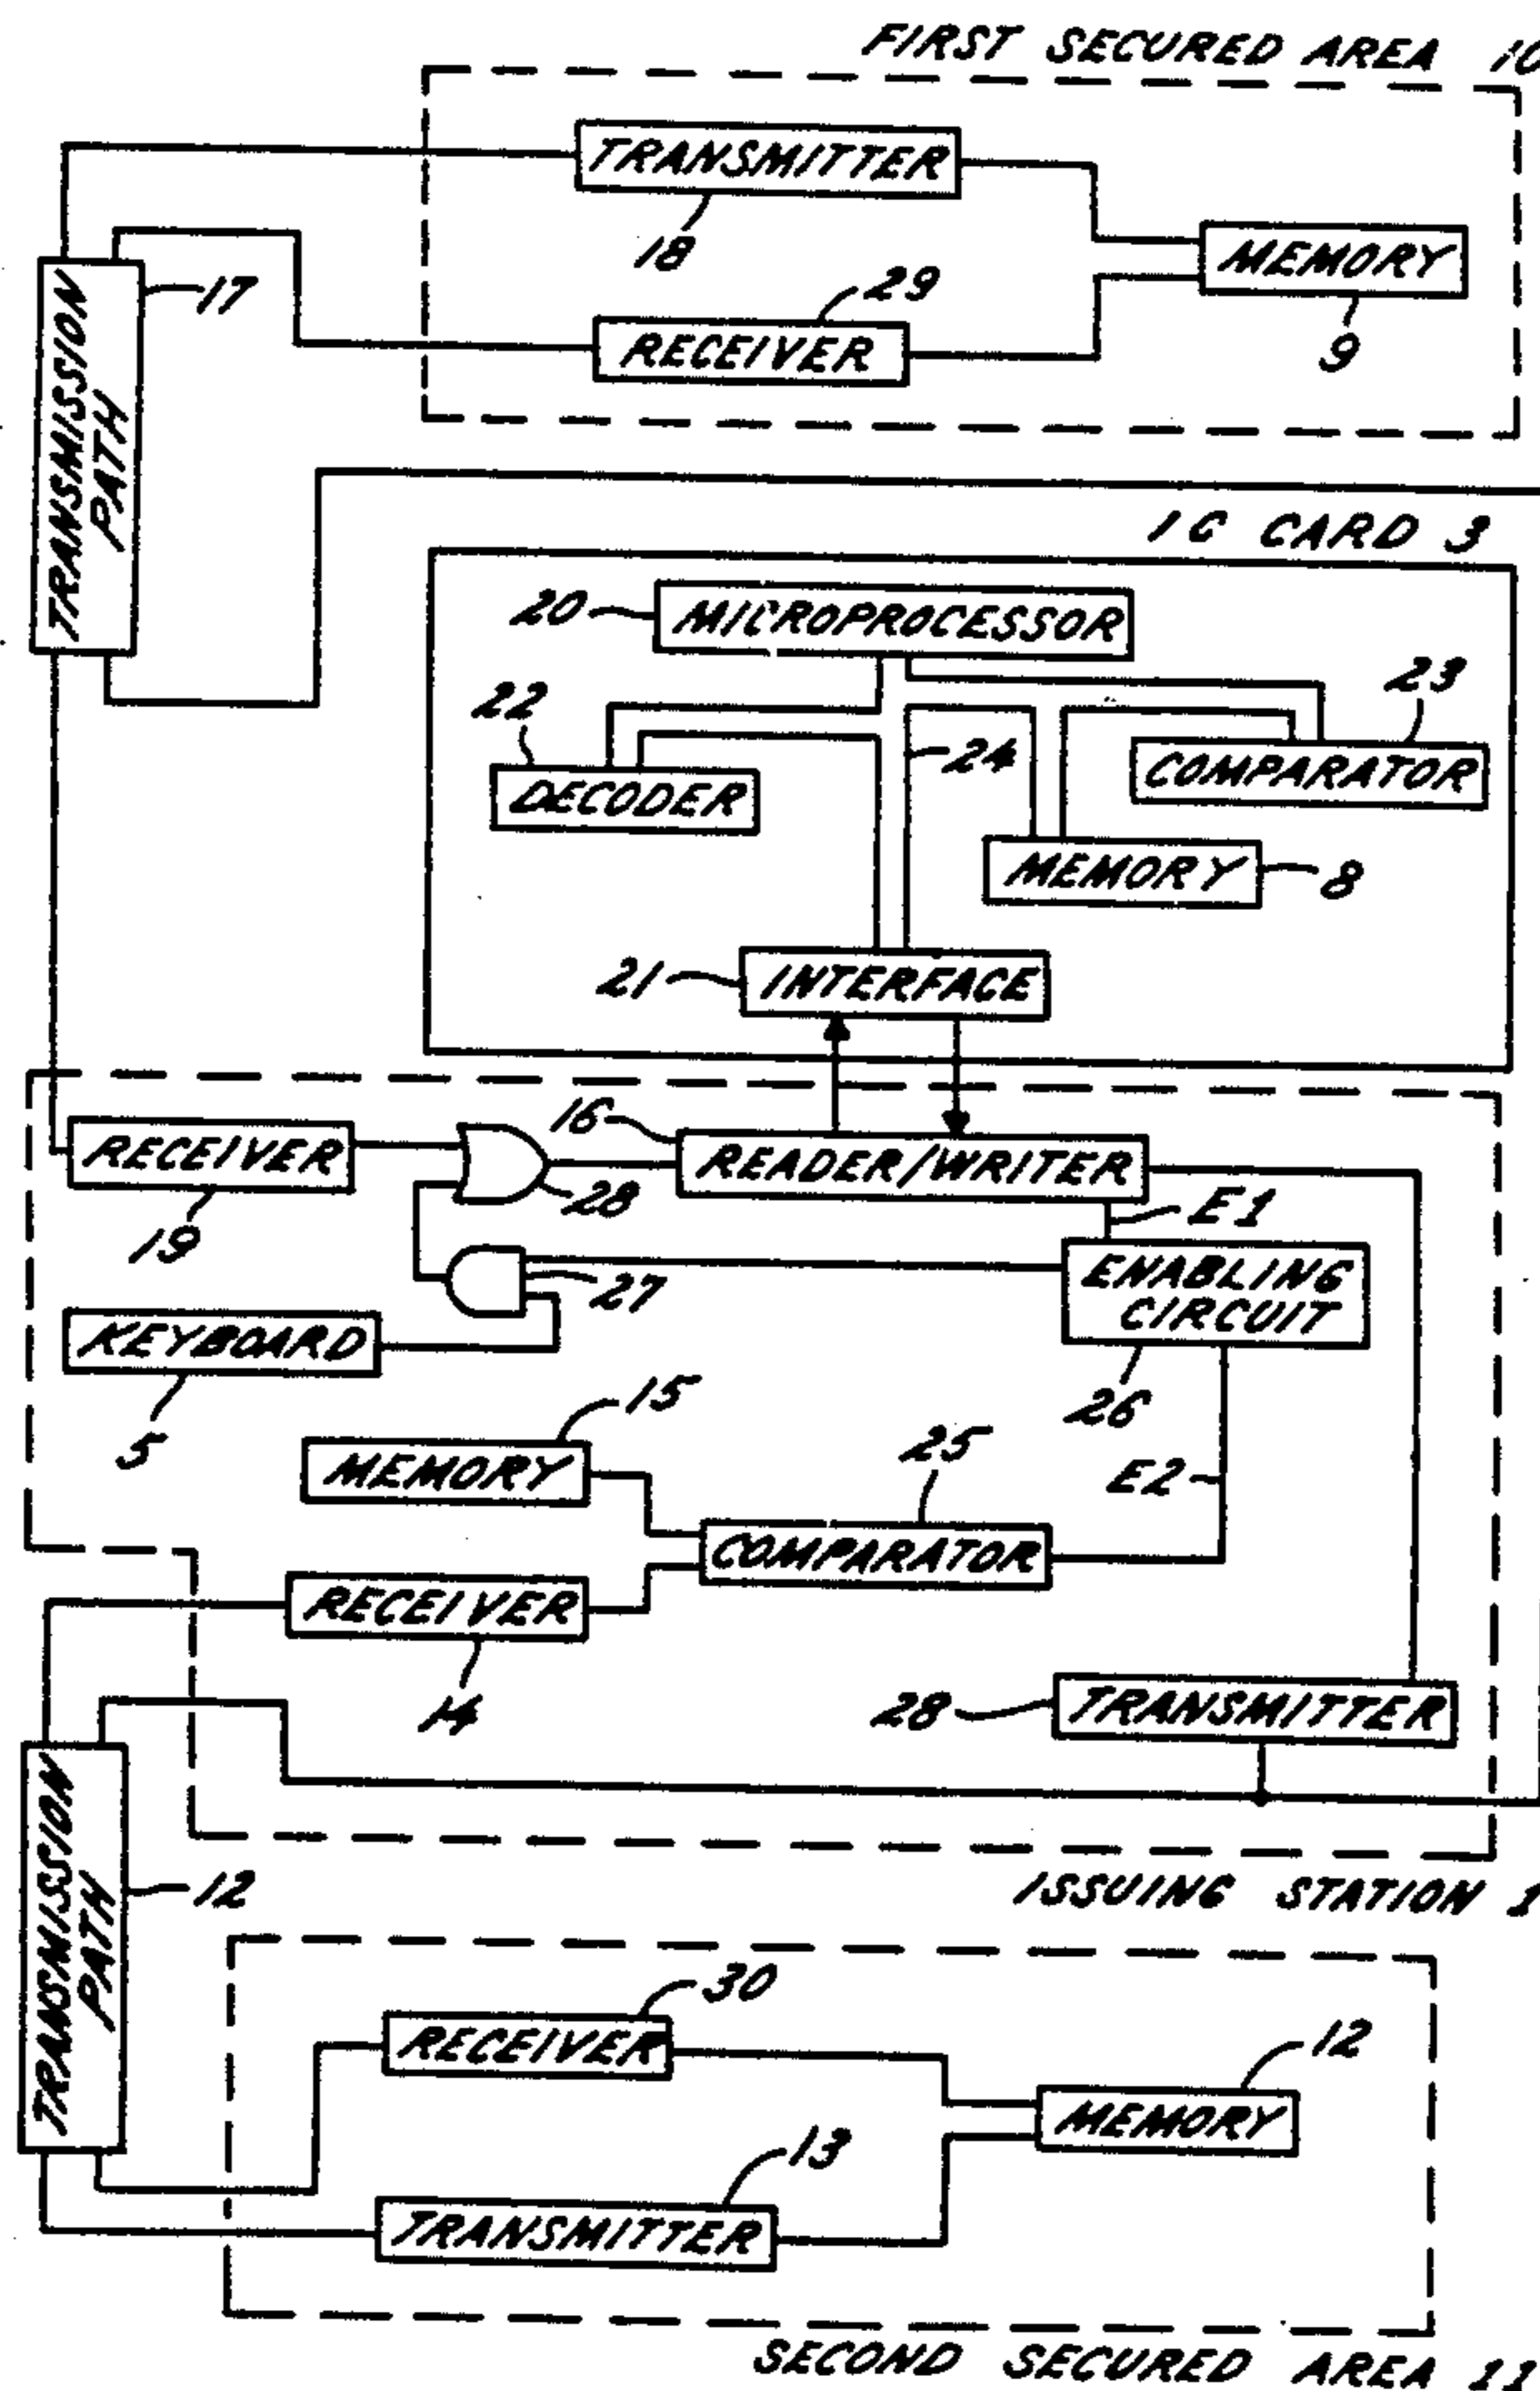 FIRST SECURED AREA 10
TRANSMITTER
18
MEMORY
9
29
RECEIVER
17
TRANSMISSION
PATH
IC CARD 3
20
MICROPROCESSOR
22
DECODER
24
23
COMPARATOR
MEMORY
8
21
INTERFACE
RECEIVER
19
28
16
READER/WRITER
E1
27
ENABLING
CIRCUIT
26
KEYBOARD
5
15
MEMORY
25
COMPARATOR
E2
RECEIVER
14
28
TRANSMITTER
TRANSMISSION
PATH
12
ISSUING STATION 1
30
RECEIVER
12
MEMORY
13
TRANSMITTER
SECOND SECURED AREA 11